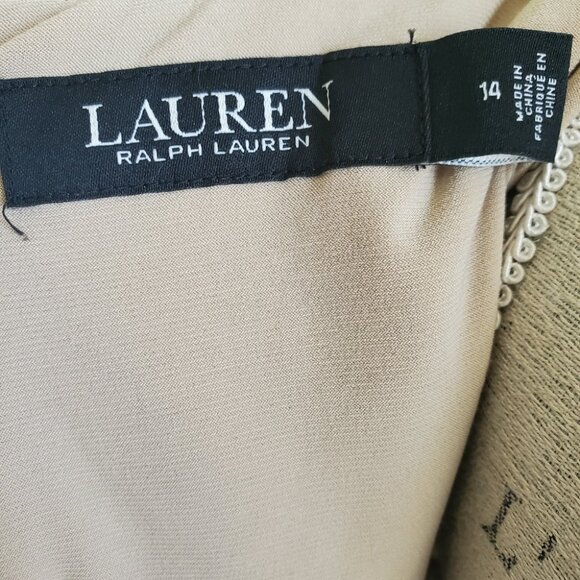 LAUREN
RALPH LAUREN
14
MADE IN
CHINA
FABRIQUÉ EN
CHINE